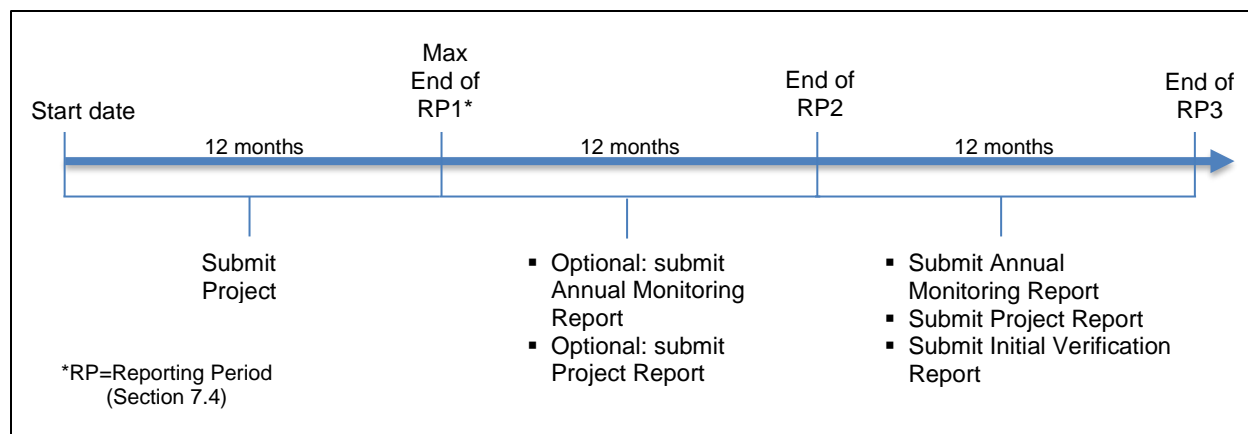 Start date
Max
End of
RP1*
End of
RP2
End of
RP3
12 months
12 months
12 months
Submit
Project
▪ Optional: submit
Annual Monitoring
Report
▪ Optional: submit
Project Report
▪ Submit Annual
Monitoring Report
▪ Submit Project Report
▪ Submit Initial Verification
Report
*RP=Reporting Period
(Section 7.4)